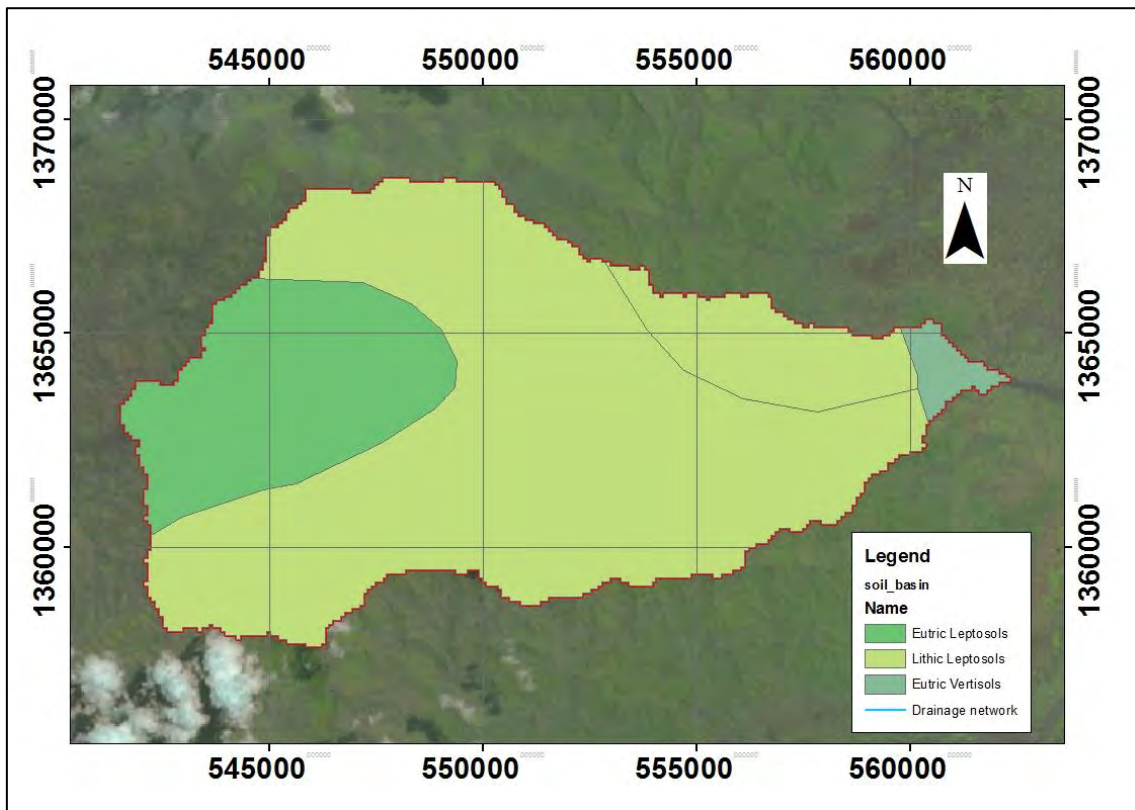 545000 550000 555000 560000
1370000 1370000
N
1365000 1365000
1360000 1360000
Legend
soil_basin
Name
Eutric Leptosols
Lithic Leptosols
Eutric Vertisols
Drainage network
545000 550000 555000 560000